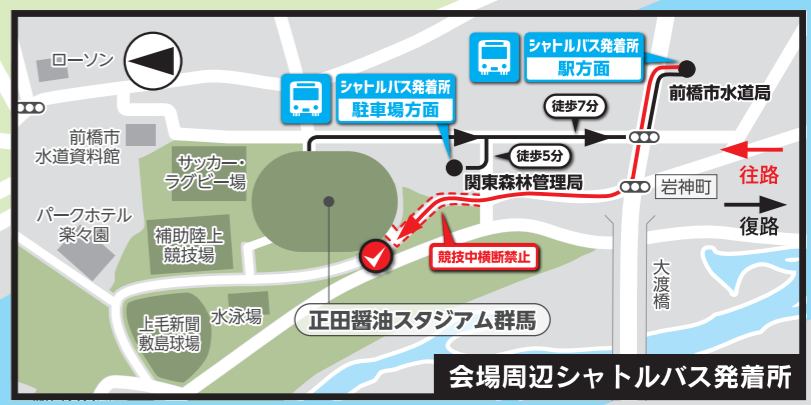 ローソン
シャトルバス発着所
駅方面
シャトルバス発着所
駐車場方面
前橋市水道局
徒歩7分
前橋市
水道資料館
サッカー・
ラグビー場
徒歩5分
関東森林管理局
往路
岩神町
復路
パークホテル
楽々園
補助陸上
競技場
競技中横断禁止
大渡橋
上毛新聞
敷島球場
水泳場
正田醤油スタジアム群馬
会場周辺シャトルバス発着所